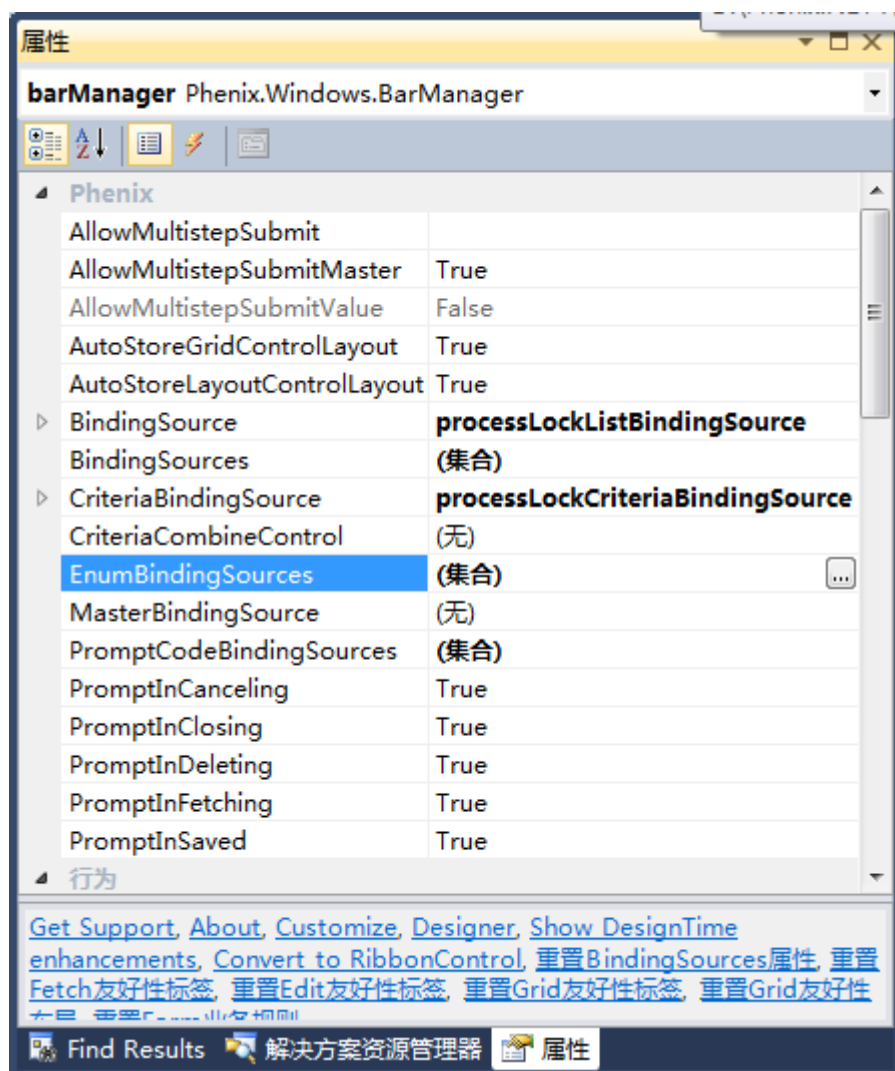 属性
barManager Phenix.Windows.BarManager
Phenix
AllowMultistepSubmit
AllowMultistepSubmitMaster True
AllowMultistepSubmitValue False
AutoStoreGridControlLayout True
AutoStoreLayoutControlLayout True
BindingSource processLockListBindingSource
BindingSources (集合)
CriteriaBindingSource processLockCriteriaBindingSource
CriteriaCombineControl (无)
EnumBindingSources (集合) ...
MasterBindingSource (无)
PromptCodeBindingSources (集合)
PromptInCanceling True
PromptInClosing True
PromptInDeleting True
PromptInFetching True
PromptInSaved True
行为
Get Support, About, Customize, Designer, Show DesignTime
enhancements, Convert to RibbonControl, 重置BindingSources属性, 重置
Fetch友好性标签, 重置Edit友好性标签, 重置Grid友好性标签, 重置Grid友好性
Find Results 解决方案资源管理器 属性